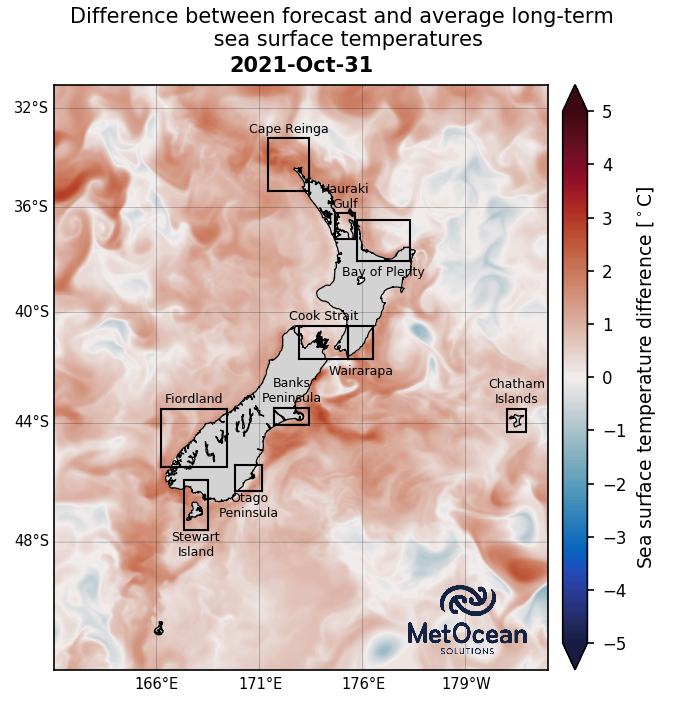 Difference between forecast and average long-term
sea surface temperatures
2021-Oct-31
32°S
36°S
40°S
44°S
48°S
Cape Reinga
Hauraki
Gulf
Bay of Plenty
Cook Strait
Wairarapa
Banks
Peninsula
Fiordland
Chatham
Islands
Otago
Peninsula
Stewart
Island
MetOcean
SOLUTIONS
166°E
171°E
176°E
179°W
5
4
3
2
1
0
−1
−2
−3
−4
−5
Sea surface temperature difference [°C]